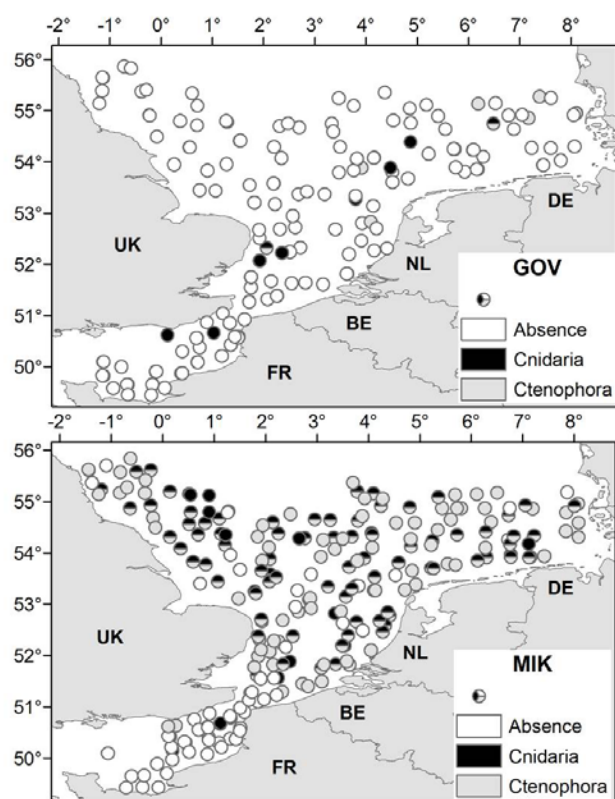 -2° -1° 0° 1° 2° 3° 4° 5° 6° 7° 8°
56°
55°
54°
53°
52°
51°
50°
UK
NL
BE
FR
DE
GOV
Absence
Cnidaria
Ctenophora
-2° -1° 0° 1° 2° 3° 4° 5° 6° 7° 8°
56°
55°
54°
53°
52°
51°
50°
UK
NL
BE
FR
DE
MIK
Absence
Cnidaria
Ctenophora